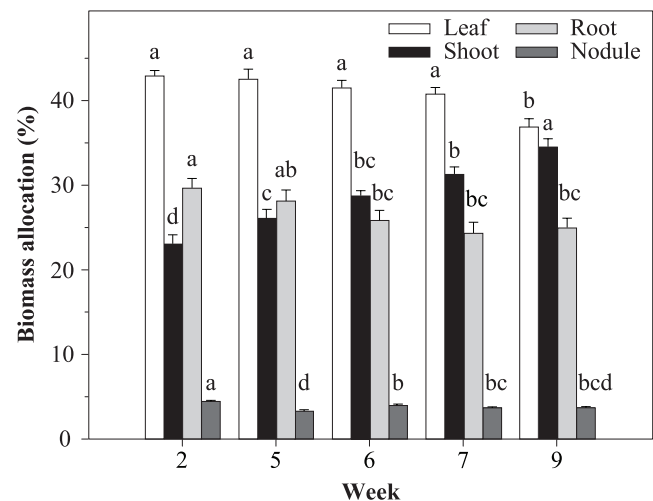 Leaf Root
Shoot Nodule
Biomass allocation (%)
40
30
20
10
0
a a a a b a
a ab bc bc b bc bc
d c
a d b bc bcd
2 5 6 7 9
Week